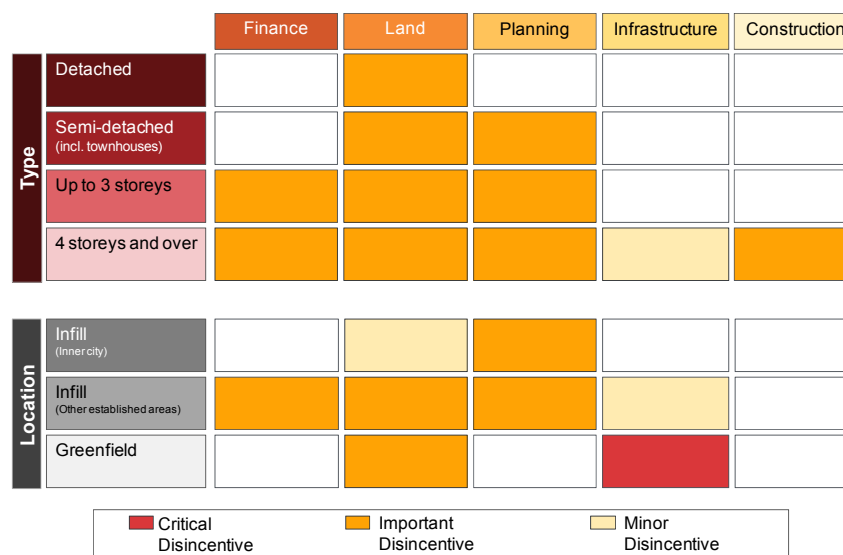 Finance Land Planning Infrastructure Construction
Type
Detached
Semi-detached
(incl. townhouses)
Up to 3 storeys
4 storeys and over
Location
Infill
(Inner city)
Infill
(Other established areas)
Greenfield
Critical Disincentive
Important Disincentive
Minor Disincentive